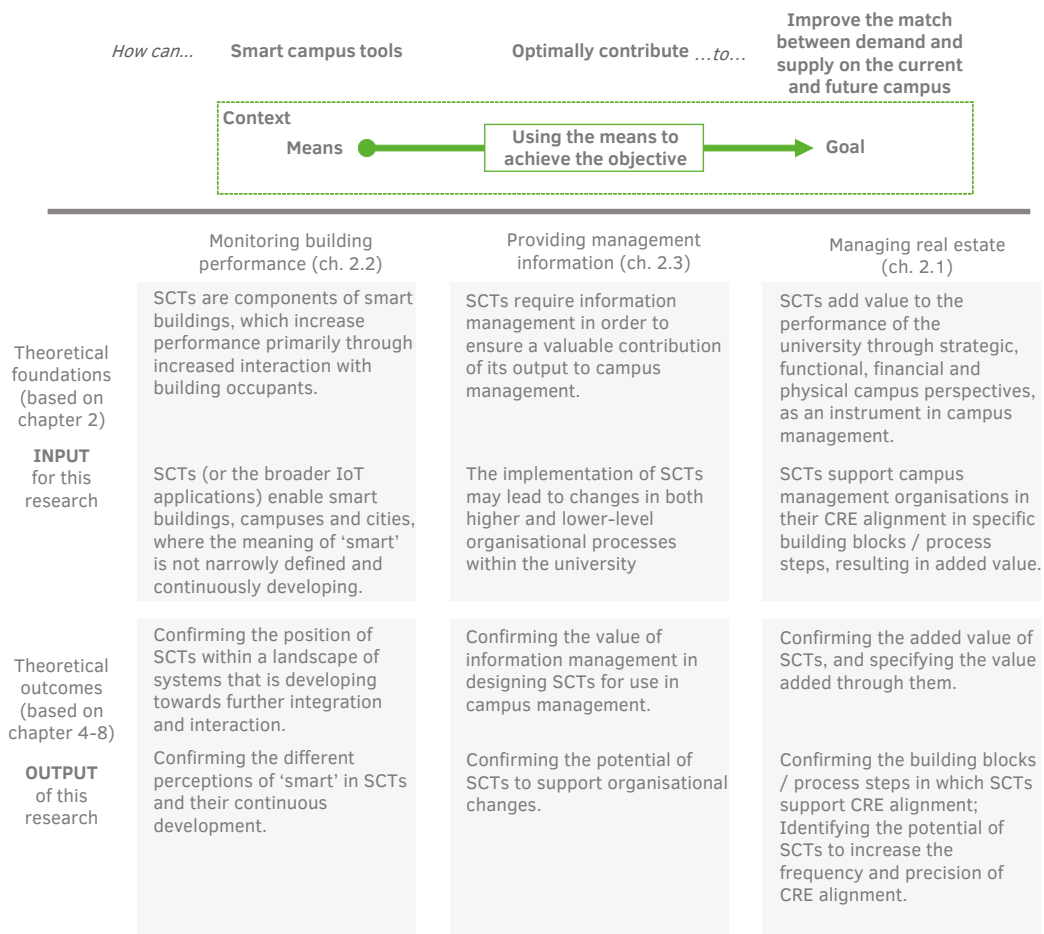 How can...
Smart campus tools
Optimally contribute
...to...
Improve the match
between demand and
supply on the current
and future campus
Context
Means
Using the means to
achieve the objective
Goal
Monitoring building
performance (ch. 2.2)
Providing management
information (ch. 2.3)
Managing real estate
(ch. 2.1)
Theoretical
foundations
(based on
chapter 2)
INPUT
for this
research
SCTs are components of smart
buildings, which increase
performance primarily through
increased interaction with
building occupants.
SCTs require information
management in order to
ensure a valuable contribution
of its output to campus
management.
SCTs add value to the
performance of the
university through strategic,
functional, financial and
physical campus perspectives,
as an instrument in campus
management.
SCTs (or the broader IoT
applications) enable smart
buildings, campuses and cities,
where the meaning of ‘smart’
is not narrowly defined and
continuously developing.
The implementation of SCTs
may lead to changes in both
higher and lower-level
organisational processes
within the university
SCTs support campus
management organisations in
their CRE alignment in specific
building blocks / process
steps, resulting in added value.
Theoretical
outcomes
(based on
chapter 4-8)
OUTPUT
of this
research
Confirming the position of
SCTs within a landscape of
systems that is developing
towards further integration
and interaction.
Confirming the value of
information management in
designing SCTs for use in
campus management.
Confirming the added value of
SCTs, and specifying the value
added through them.
Confirming the different
perceptions of ‘smart’ in SCTs
and their continuous
development.
Confirming the potential of
SCTs to support organisational
changes.
Confirming the building blocks
/ process steps in which SCTs
support CRE alignment;
Identifying the potential of
SCTs to increase the
frequency and precision of
CRE alignment.